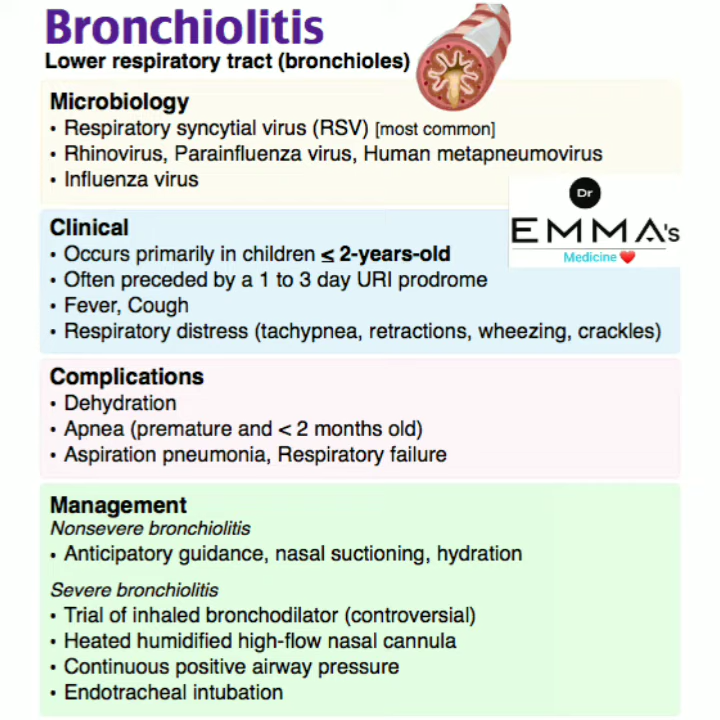 Bronchiolitis
Lower respiratory tract (bronchioles)
Microbiology
• Respiratory syncytial virus (RSV) [most common]
• Rhinovirus, Parainfluenza virus, Human metapneumovirus
• Influenza virus
Dr
EMMA's
Medicine ❤️
Clinical
• Occurs primarily in children ≤ 2-years-old
• Often preceded by a 1 to 3 day URI prodrome
• Fever, Cough
• Respiratory distress (tachypnea, retractions, wheezing, crackles)
Complications
• Dehydration
• Apnea (premature and < 2 months old)
• Aspiration pneumonia, Respiratory failure
Management
Nonsevere bronchiolitis
• Anticipatory guidance, nasal suctioning, hydration
Severe bronchiolitis
• Trial of inhaled bronchodilator (controversial)
• Heated humidified high-flow nasal cannula
• Continuous positive airway pressure
• Endotracheal intubation